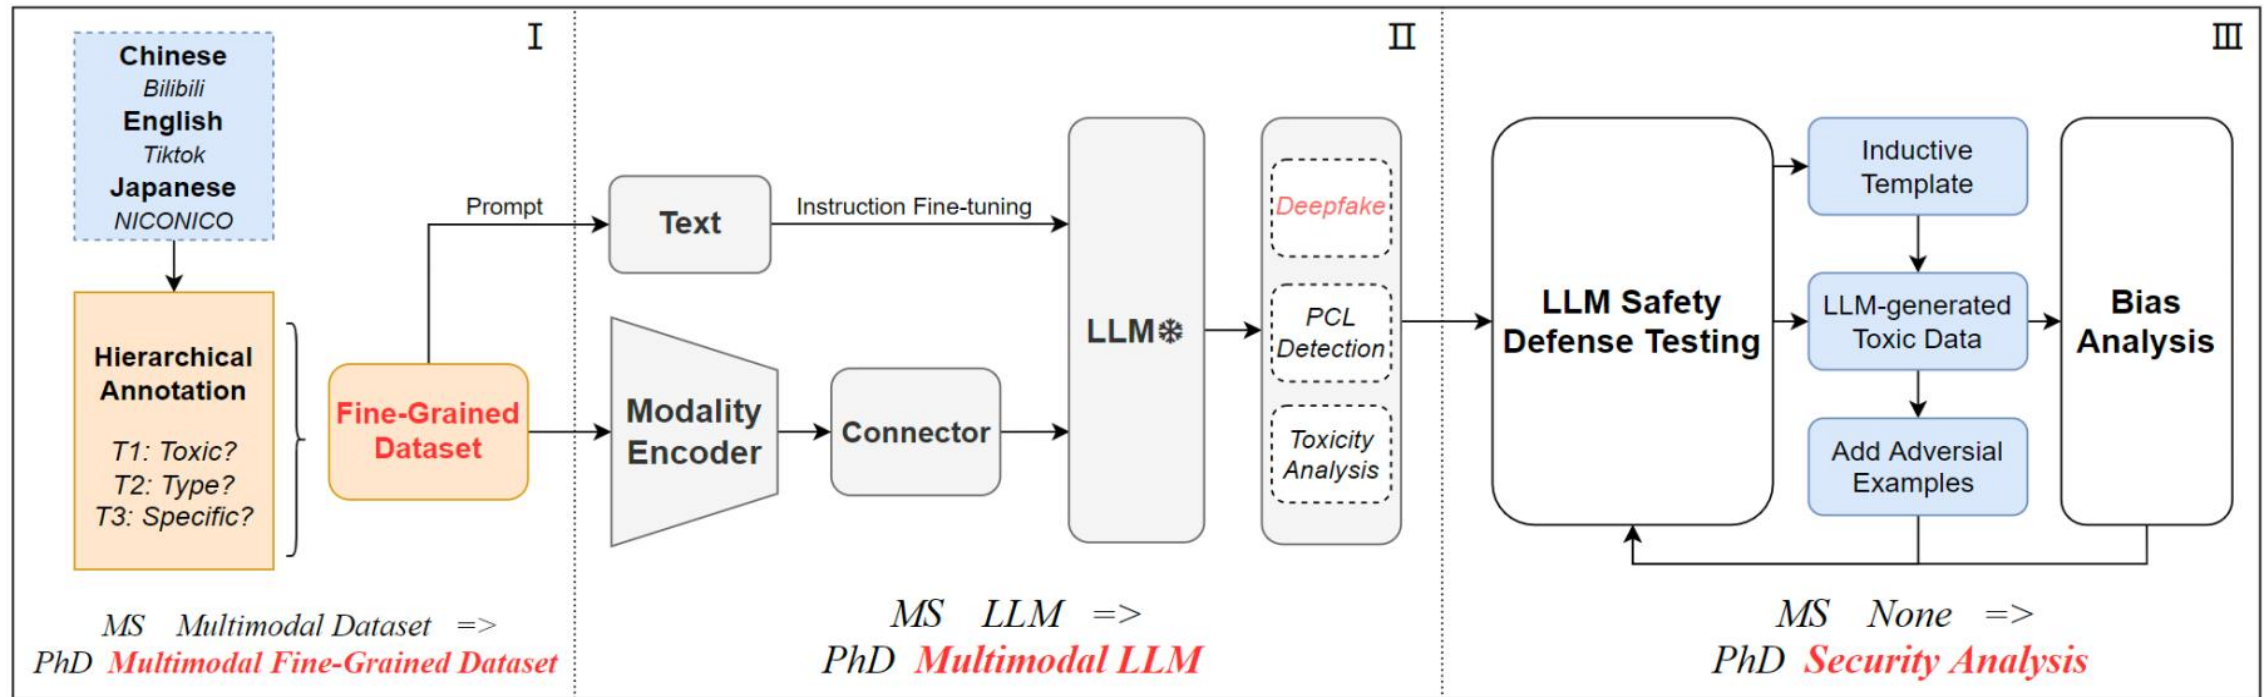 I
Chinese
Bilibili
English
Tiktok
Japanese
NICONICO
Hierarchical
Annotation
T1: Toxic?
T2: Type?
T3: Specific?
Fine-Grained
Dataset
MS Multimodal Dataset =>
PhD Multimodal Fine-Grained Dataset
II
Prompt
Text
Instruction Fine-tuning
Modality
Encoder
Connector
LLM❄
Deepfake
PCL
Detection
Toxicity
Analysis
MS LLM =>
PhD Multimodal LLM
III
LLM Safety
Defense Testing
Inductive
Template
LLM-generated
Toxic Data
Add Adversial
Examples
Bias
Analysis
MS None =>
PhD Security Analysis